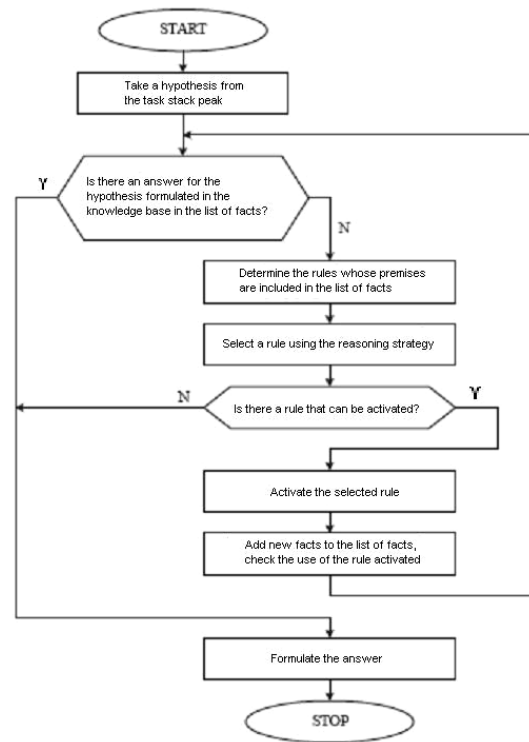 START
Take a hypothesis from
the task stack peak
Y
Is there an answer for the
hypothesis formulated in the
knowledge base in the list of facts?
N
Determine the rules whose premises
are included in the list of facts
Select a rule using the reasoning strategy
N
Is there a rule that can be activated?
Y
Activate the selected rule
Add new facts to the list of facts,
check the use of the rule activated
Formulate the answer
STOP